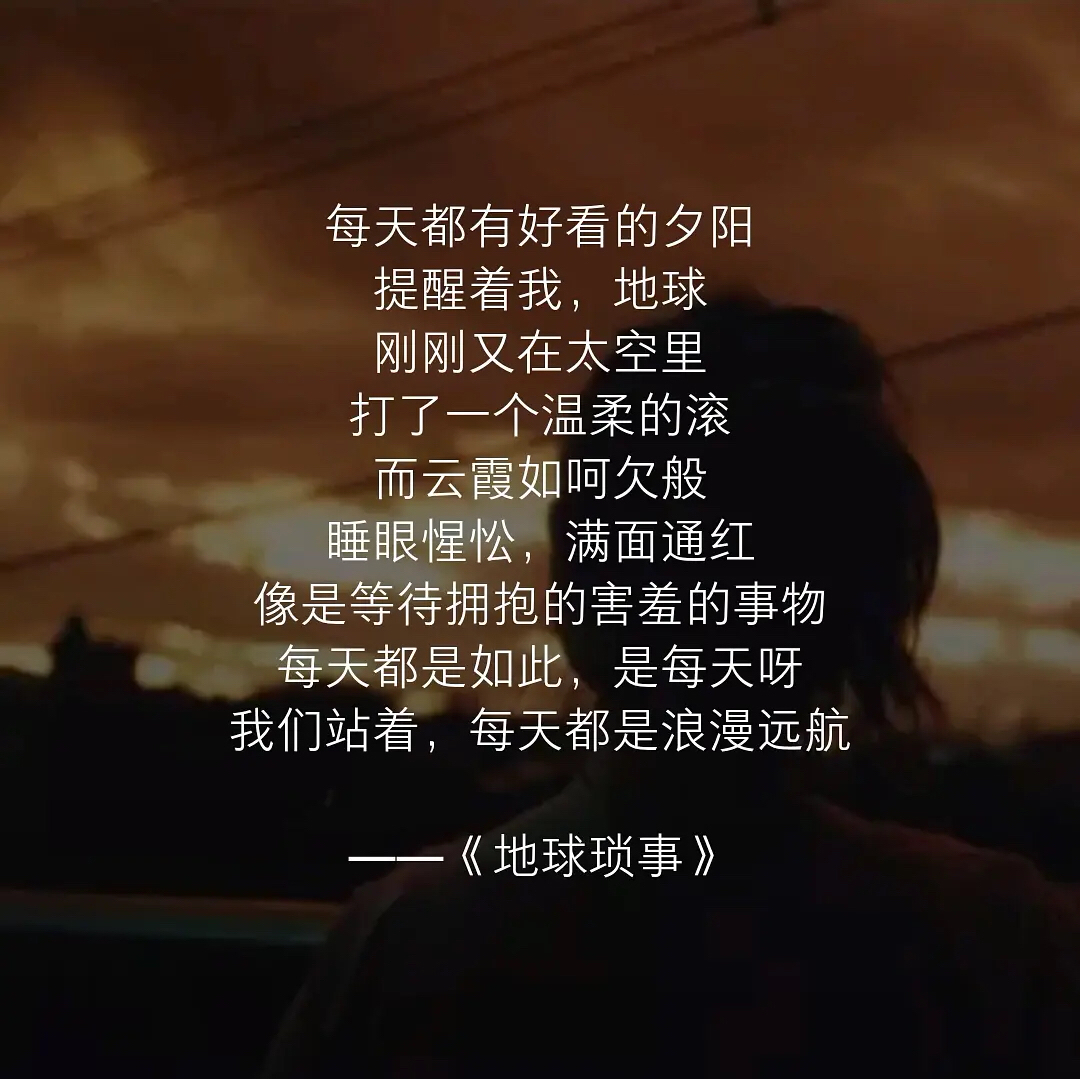 每天都有好看的夕阳
提醒着我，地球
刚刚又在太空里
打了一个温柔的滚
而云霞如呵欠般
睡眼惺忪，满面通红
像是等待拥抱的害羞的事物
每天都是如此，是每天呀
我们站着，每天都是浪漫远航
——《地球琐事》